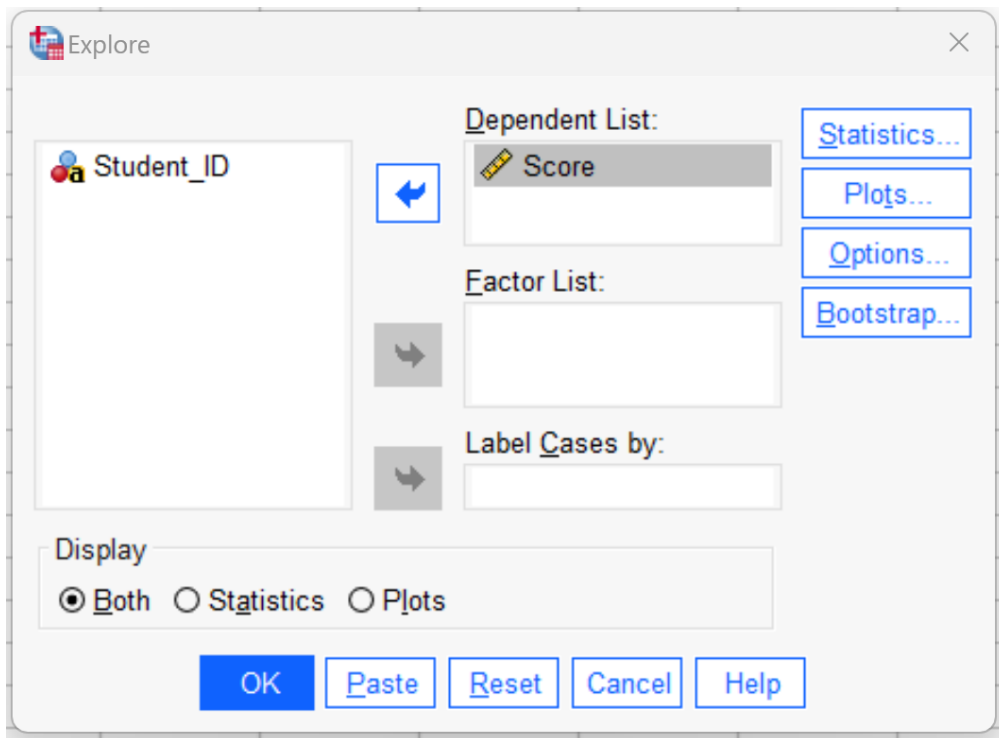 Explore
Dependent List:
Student_ID
Score
Statistics...
Plots...
Options...
Bootstrap...
Factor List:
Label Cases by:
Display
Both Statistics Plots
OK Paste Reset Cancel Help